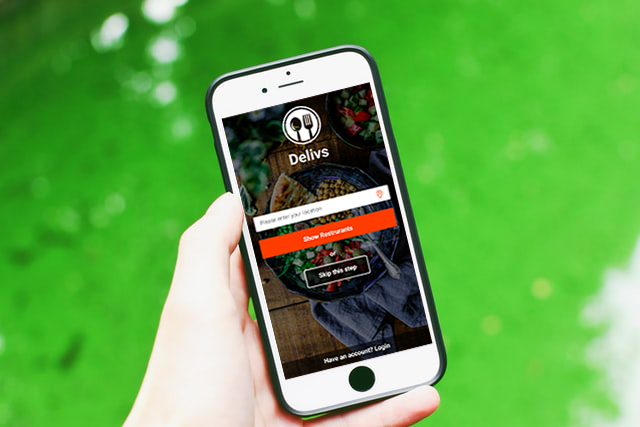 Delivs
Please enter your location
Show Restrurants
or
Skip this step
Have an account? Login